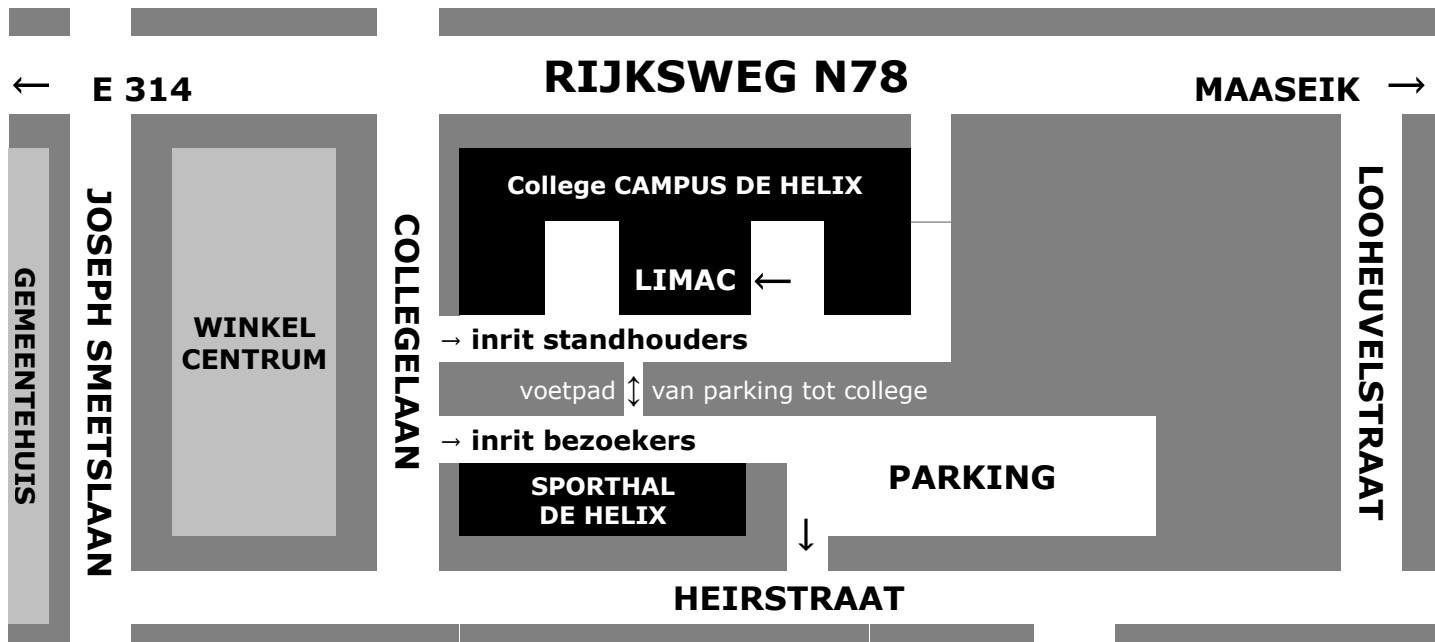 RIJKSWEG N78
← E 314
MAASEIK →
GEMEENTEHUIS
JOSEPH SMEETSLAAN
WINKEL
CENTRUM
COLLEGELAAN
College CAMPUS DE HELIX
LIMAC ←
→ inrit standhouders
voetpad ↕ van parking tot college
→ inrit bezoekers
SPORTHAL
DE HELIX
PARKING
↓
LOOHEUVELSTRAAT
HEIRSTRAAT